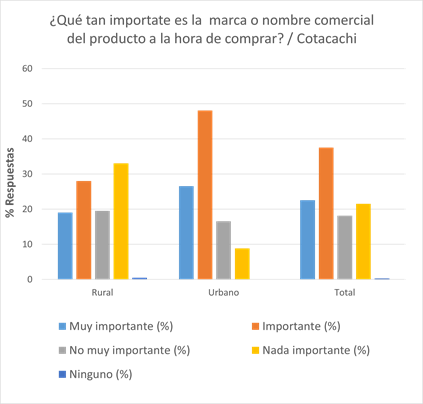 ¿Qué tan importate es la  marca o nombre comercial
del producto a la hora de comprar? / Cotacachi
60
50
40
30
20
10
0
% Respuestas
Rural
Urbano
Total
Muy importante (%)
Importante (%)
No muy importante (%)
Nada importante (%)
Ninguno (%)